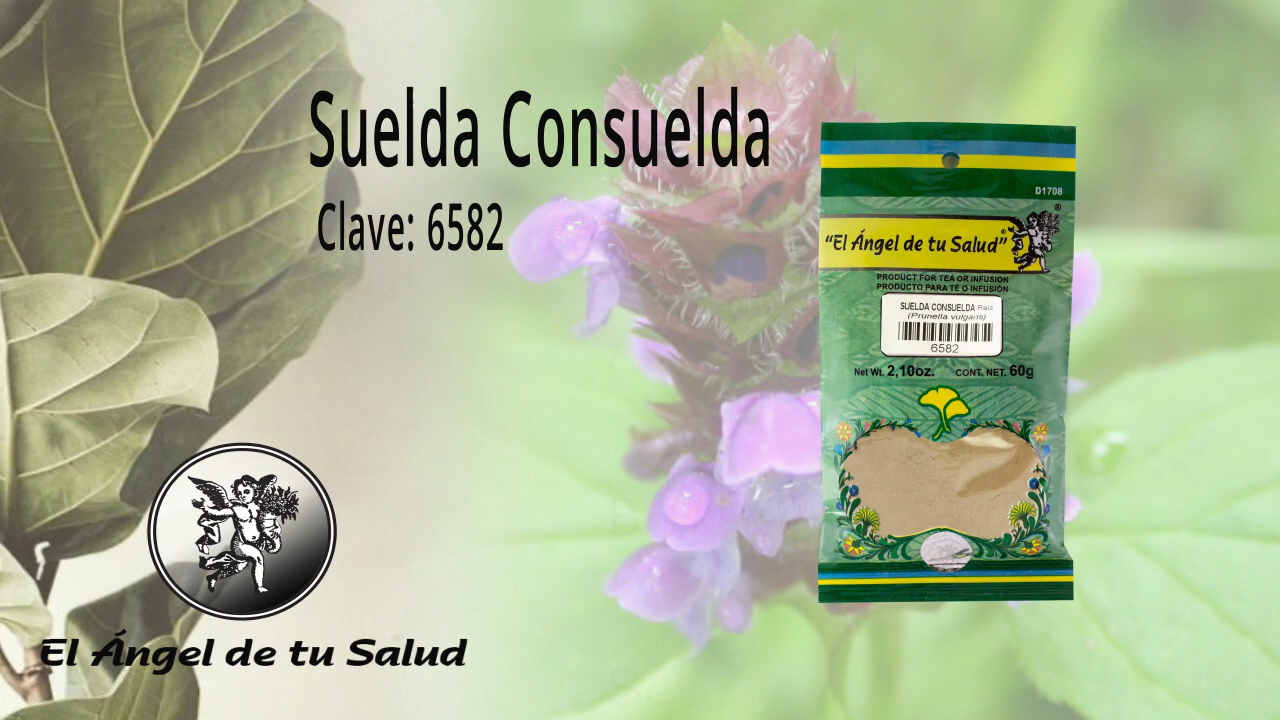 Suelda Consuelda
Clave: 6582
D1708
"El Ángel de tu Salud"®
®
PRODUCT FOR TEA OR INFUSION
PRODUCTO PARA TÉ O INFUSIÓN
SUELDA CONSUELDA Raíz
(Prunella vulgaris)
6582
Net Wt. 2,10oz. CONT. NET. 60g
El Ángel de tu Salud